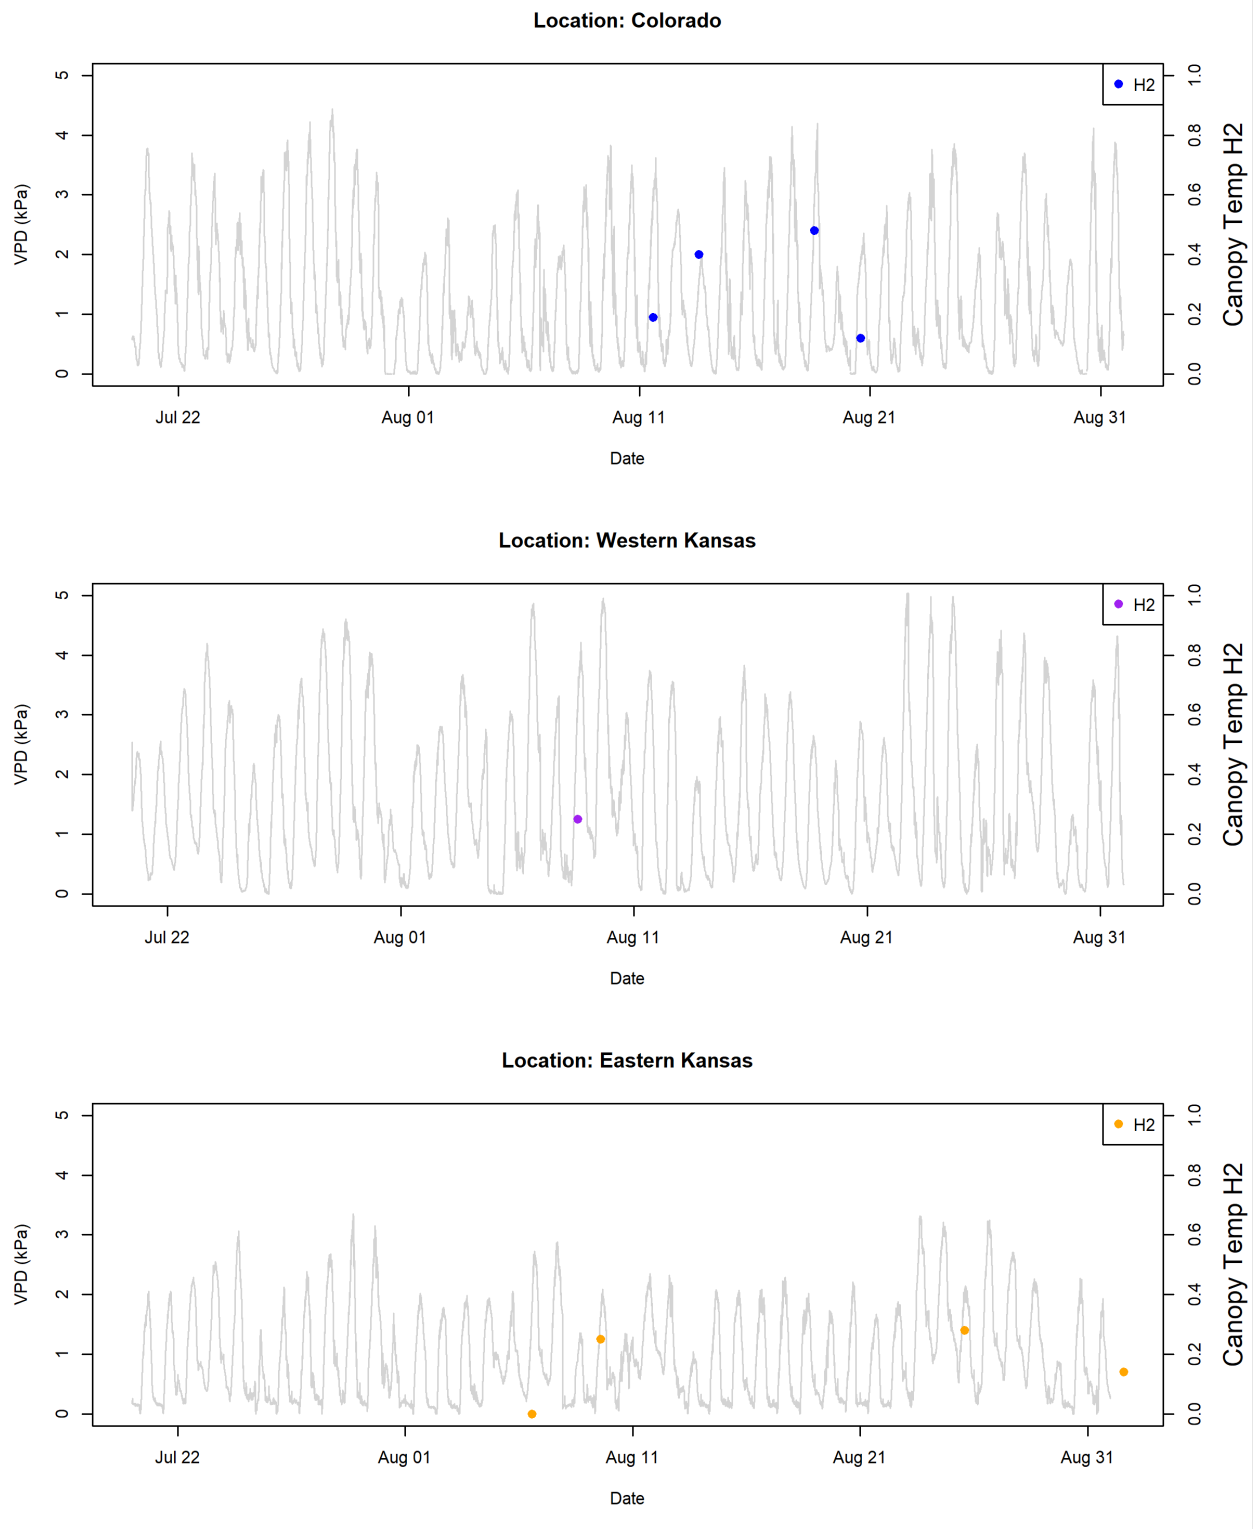 Location: Colorado
5
4
3
2
1
0
VPD (kPa)
1.0
0.8
0.6
0.4
0.2
0.0
Canopy Temp H2
H2
Jul 22
Aug 01
Aug 11
Aug 21
Aug 31
Date
Location: Western Kansas
5
4
3
2
1
0
VPD (kPa)
1.0
0.8
0.6
0.4
0.2
0.0
Canopy Temp H2
H2
Jul 22
Aug 01
Aug 11
Aug 21
Aug 31
Date
Location: Eastern Kansas
5
4
3
2
1
0
VPD (kPa)
1.0
0.8
0.6
0.4
0.2
0.0
Canopy Temp H2
H2
Jul 22
Aug 01
Aug 11
Aug 21
Aug 31
Date